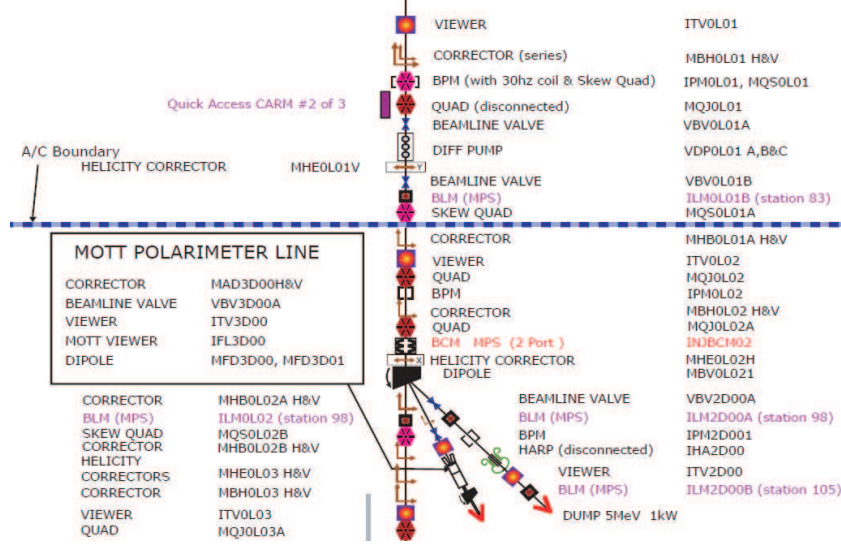 VIEWER ITV0L01
CORRECTOR (series) MBH0L01 H&V
BPM (with 30hz coil & Skew Quad) IPM0L01, MQS0L01
Quick Access CARM #2 of 3
QUAD (disconnected) MQJ0L01
BEAMLINE VALVE VBV0L01A
DIFF PUMP VDP0L01 A,B&C
A/C Boundary
HELICITY CORRECTOR MHE0L01V
Y
BEAMLINE VALVE VBV0L01B
BLM (MPS) ILM0L01B (station 83)
SKEW QUAD MQS0L01A
CORRECTOR MHB0L01A H&V
MOTT POLARIMETER LINE
CORRECTOR MAD3D00H&V
BEAMLINE VALVE VBV3D00A
VIEWER ITV3D00
MOTT VIEWER IFL3D00
DIPOLE MFD3D00, MFD3D01
VIEWER ITV0L02
QUAD MQJ0L02
BPM IPM0L02
CORRECTOR MBH0L02 H&V
QUAD MQJ0L02A
BCM MPS (2 Port ) INJBCM02
X
HELICITY CORRECTOR MHE0L02H
DIPOLE MBV0L021
CORRECTOR MHB0L02A H&V
BLM (MPS) ILM0L02 (station 98)
SKEW QUAD MQS0L02B
CORRECTOR MHB0L02B H&V
HELICITY
CORRECTORS MHE0L03 H&V
CORRECTOR MBH0L03 H&V
VIEWER ITV0L03
QUAD MQJ0L03A
BEAMLINE VALVE VBV2D00A
BLM (MPS) ILM2D00A (station 98)
BPM IPM2D001
HARP (disconnected) IHA2D00
VIEWER ITV2D00
BLM (MPS) ILM2D00B (station 105)
DUMP 5MeV 1kW